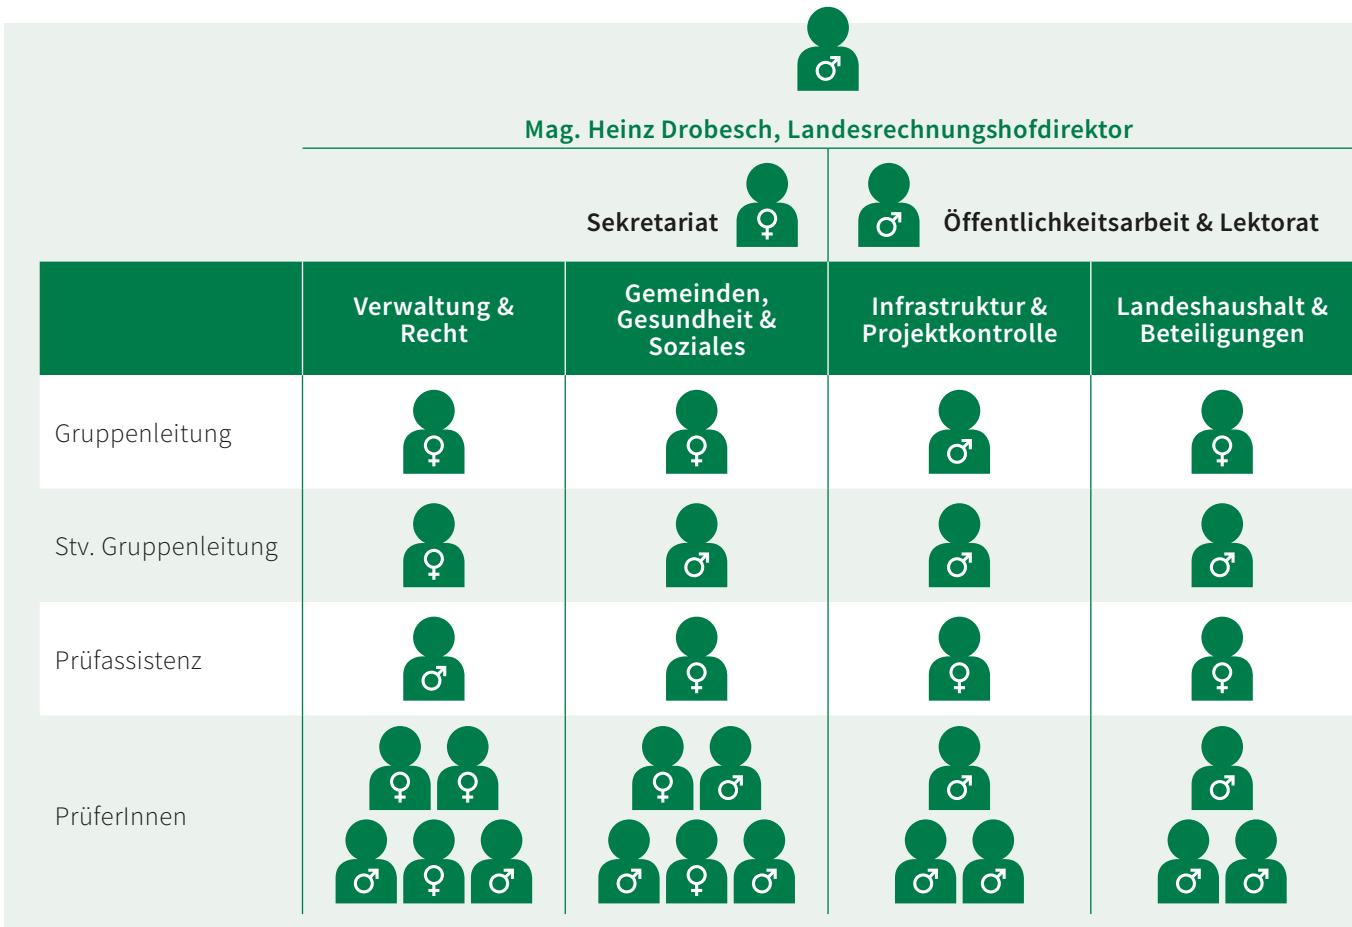 Mag. Heinz Drobesch, Landesrechnungshofdirektor
Sekretariat
Öffentlichkeitsarbeit & Lektorat
Verwaltung &
Recht
Gemeinden,
Gesundheit &
Soziales
Infrastruktur &
Projektkontrolle
Landeshaushalt &
Beteiligungen
Gruppenleitung
Stv. Gruppenleitung
Prüfassistenz
PrüferInnen